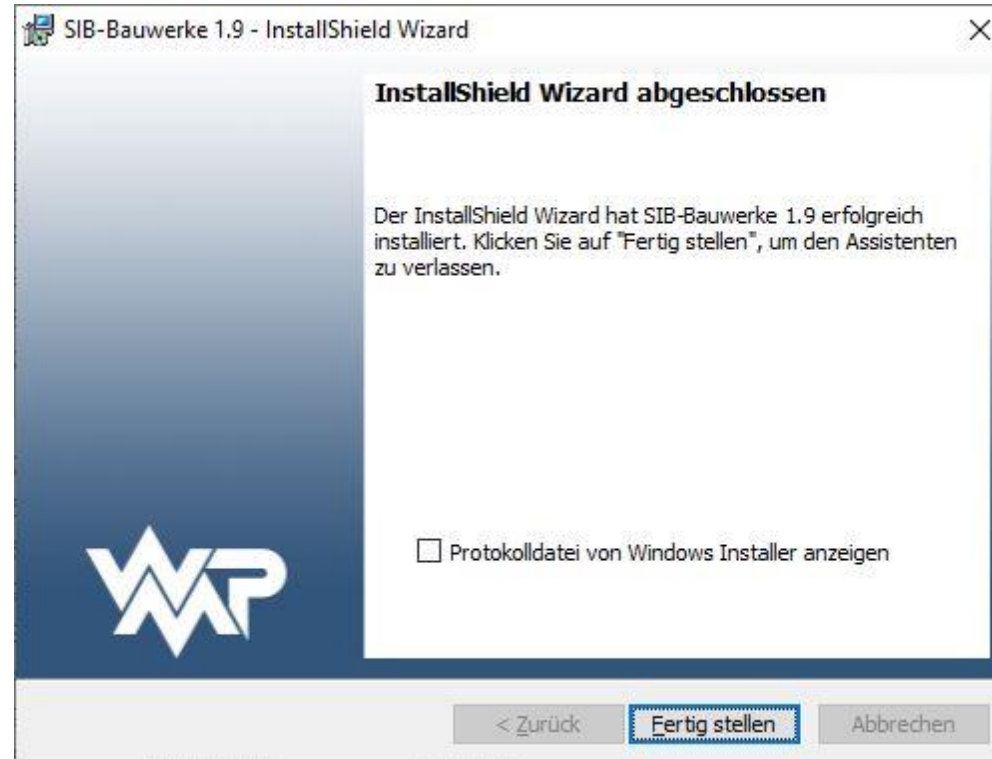 SIB-Bauwerke 1.9 - InstallShield Wizard
InstallShield Wizard abgeschlossen
Der InstallShield Wizard hat SIB-Bauwerke 1.9 erfolgreich
installiert. Klicken Sie auf "Fertig stellen", um den Assistenten
zu verlassen.
Protokolldatei von Windows Installer anzeigen
WMP
< Zurück Fertig stellen Abbrechen